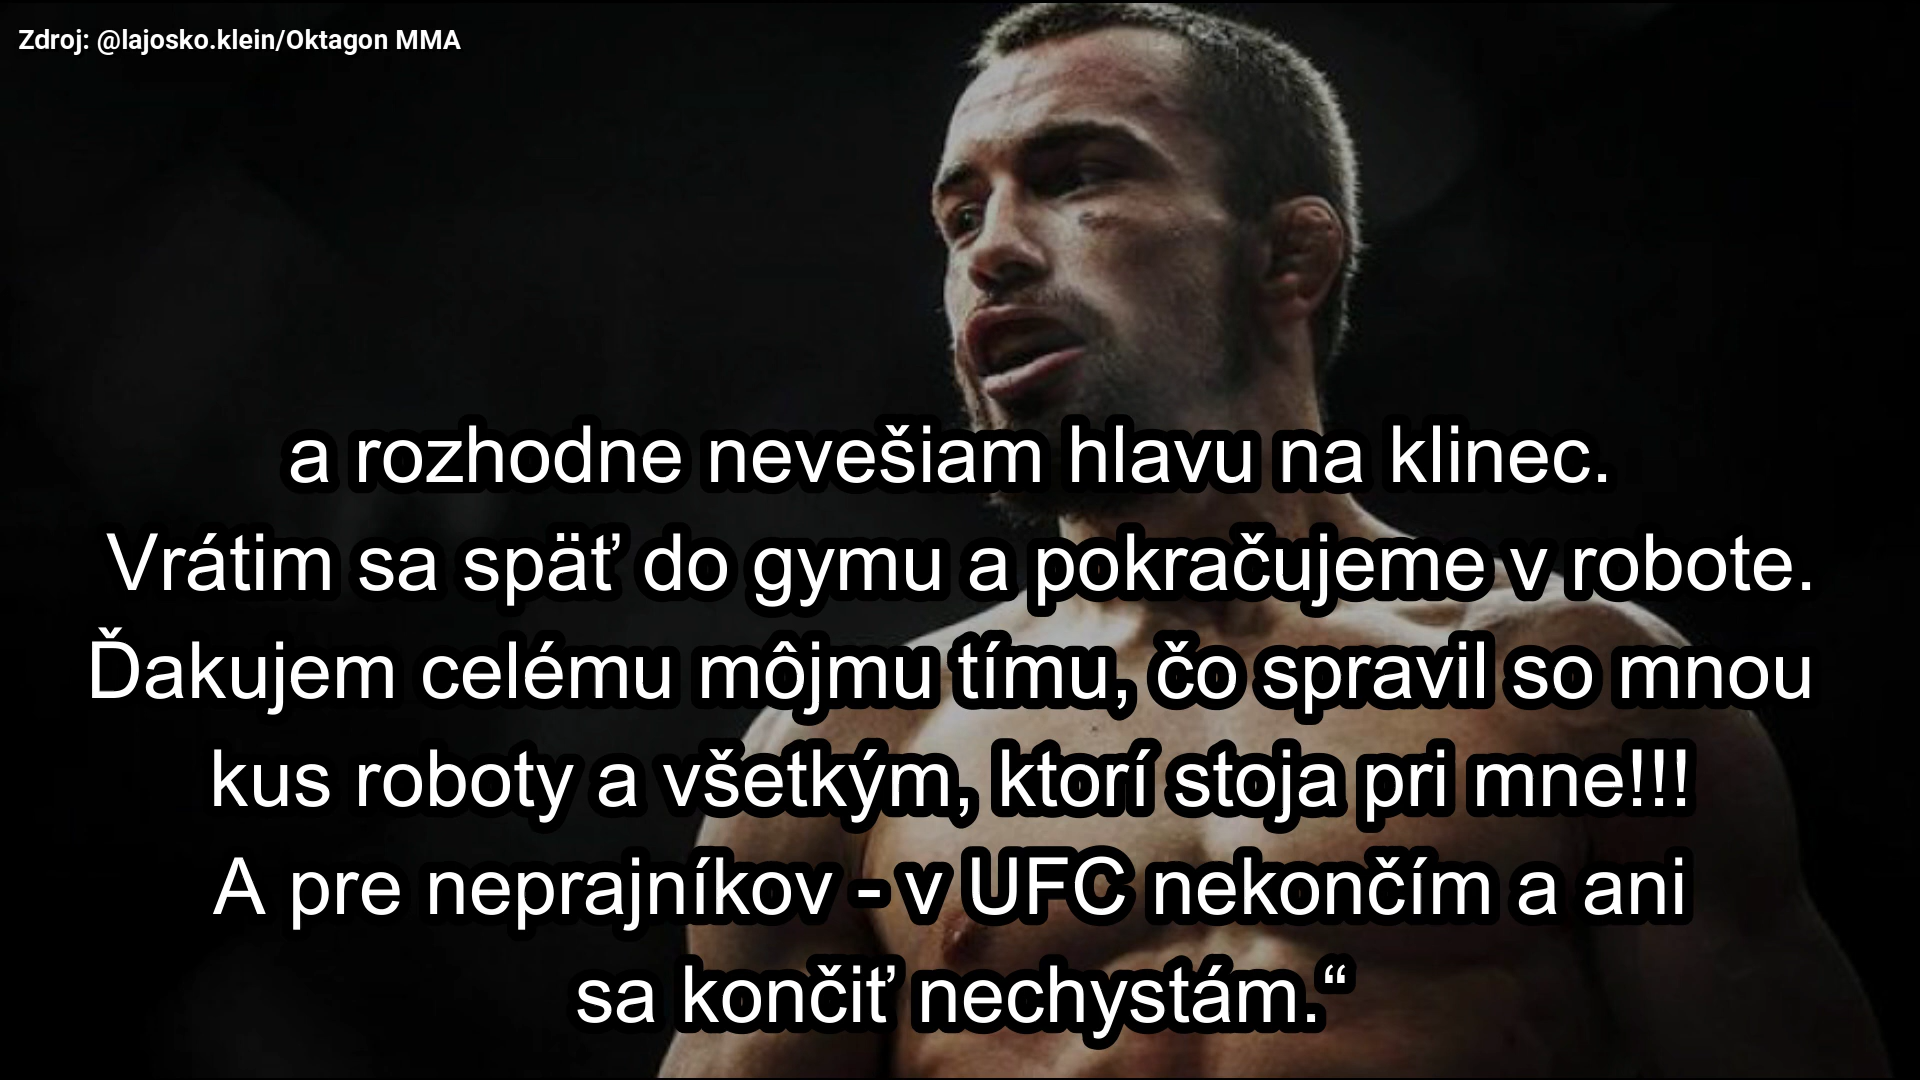 Zdroj: @lajosko.klein/Oktagon MMA
a rozhodne nevešiam hlavu na klinec.
Vrátim sa späť do gymu a pokračujeme v robote.
Ďakujem celému môjmu tímu, čo spravil so mnou
kus roboty a všetkým, ktorí stoja pri mne!!!
A pre neprajníkov - v UFC nekončím a ani
sa končiť nechystám.“